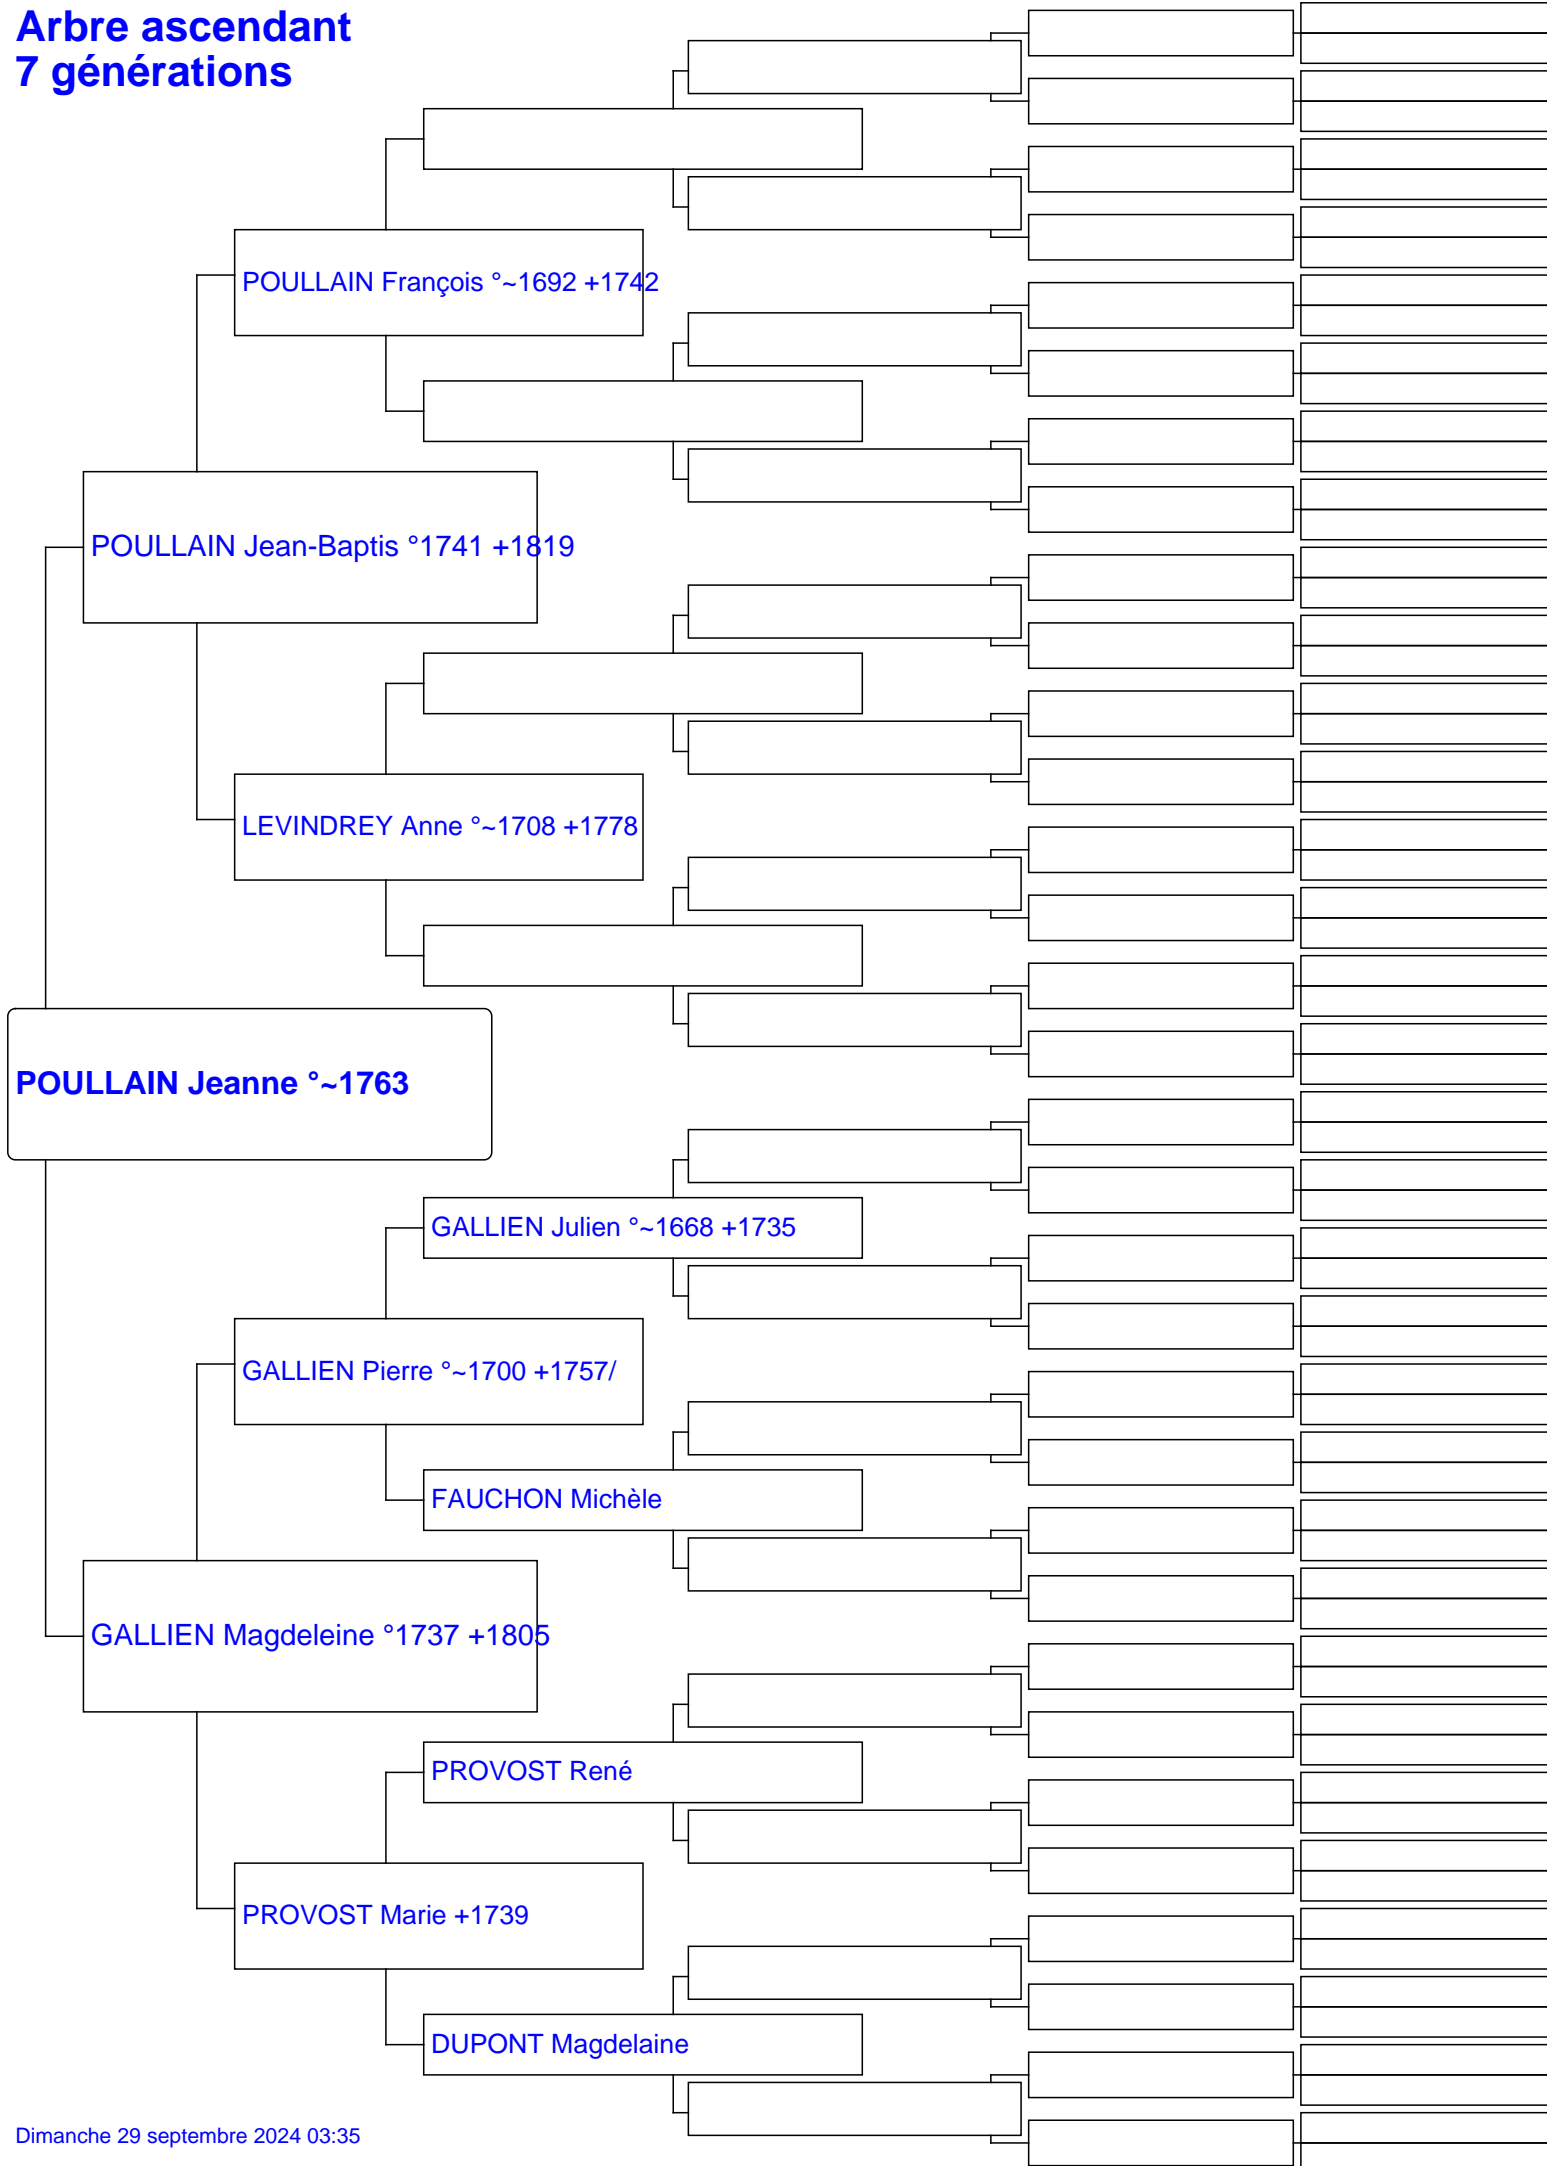 Arbre ascendant
7 générations
POULLAIN François °~1692 +1742
POULLAIN Jean-Baptis °1741 +1819
LEVINDREY Anne °~1708 +1778
POULLAIN Jeanne °~1763
GALLIEN Julien °~1668 +1735
GALLIEN Pierre °~1700 +1757/
FAUCHON Michèle
GALLIEN Magdeleine °1737 +1805
PROVOST René
PROVOST Marie +1739
DUPONT Magdelaine
Dimanche 29 septembre 2024 03:35